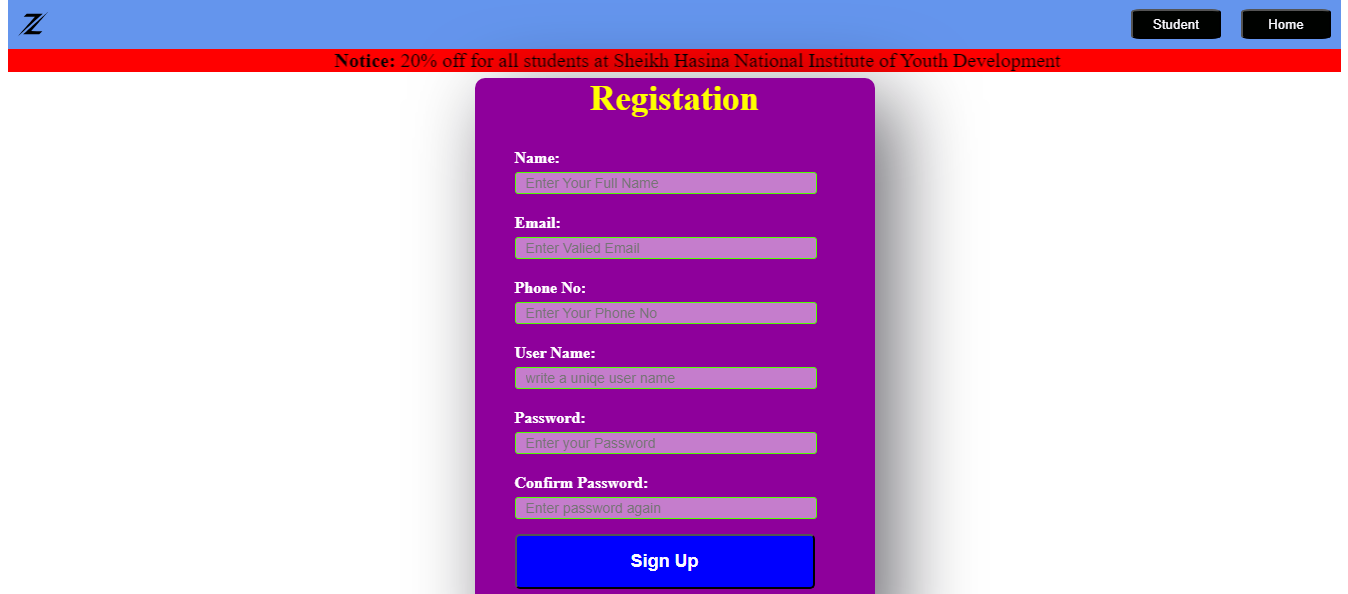 Student Home
Notice: 20% off for all students at Sheikh Hasina National Institute of Youth Development
Registation
Name:
Enter Your Full Name
Email:
Enter Valied Email
Phone No:
Enter Your Phone No
User Name:
write a uniqe user name
Password:
Enter your Password
Confirm Password:
Enter password again
Sign Up